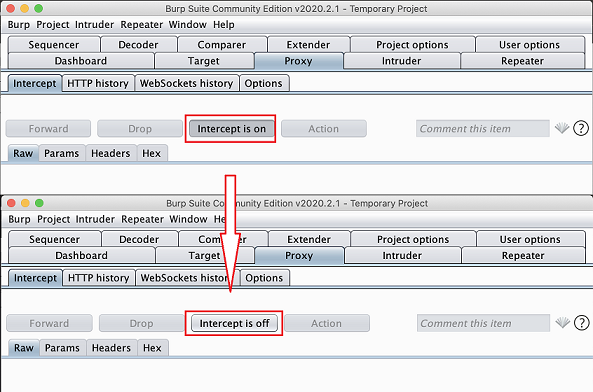 Burp Suite Community Edition v2020.2.1 - Temporary Project
Burp Project Intruder Repeater Window Help
Sequencer Decoder Comparer Extender Project options User options
Dashboard Target Proxy Intruder Repeater
Intercept HTTP history WebSockets history Options
Forward Drop Intercept is on Action Comment this item ?
Raw Params Headers Hex
Burp Suite Community Edition v2020.2.1 - Temporary Project
Burp Project Intruder Repeater Window
Sequencer Decoder Extender Project options User options
Dashboard Target Proxy Intruder Repeater
Intercept HTTP history WebSockets history Options
Forward Drop Intercept is off Action Comment this item ?
Raw Params Headers Hex